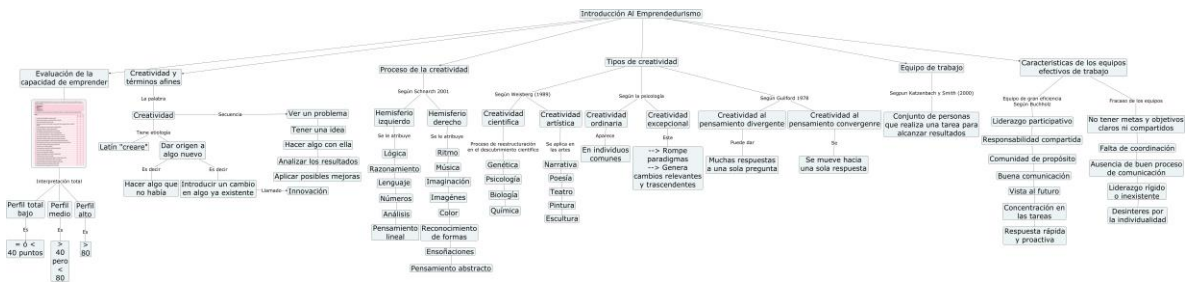 Introducción Al Emprendedurismo
Evaluación de la
capacidad de emprender
Interpretación total
Perfil total
bajo
Es
= ó <
40 puntos
Perfil
medio
Es
>
40
pero
<
80
Perfil
alto
Es
>
80
Creatividad y
términos afines
La palabra
Creatividad
Tiene etiología
Latín "creare"
Dar origen a
algo nuevo
Es decir
Hacer algo que
no había
Es decir
Introducir un cambio
en algo ya existente
Llamado
Innovación
Secuencia
Ver un problema
Tener una idea
Hacer algo con ella
Analizar los resultados
Aplicar posibles mejoras
Proceso de la creatividad
Según Schnarch 2001
Hemisferio
izquierdo
Se le atribuye
Lógica
Razonamiento
Lenguaje
Números
Análisis
Pensamiento
lineal
Hemisferio
derecho
Se le atribuye
Ritmo
Música
Imaginación
Imagénes
Color
Reconocimiento
de formas
Ensoñaciones
Pensamiento abstracto
Tipos de creatividad
Según Weisberg (1989)
Creatividad
científica
Proceso de reestructuración
en el descubrimiento científico
Genética
Psicología
Biología
Química
Creatividad
artística
Se aplica en
las artes
Narrativa
Poesía
Teatro
Pintura
Escultura
Según la psicología
Creatividad
ordinaria
Aparece
En individuos
comunes
Creatividad
excepcional
Esta
--> Rompe
paradigmas
--> Genera
cambios relevantes
y trascendentes
Según Guilford 1978
Creatividad al
pensamiento divergente
Puede dar
Muchas respuestas
a una sola pregunta
Creatividad al
pensamiento convergenre
Se
Se mueve hacia
una sola respuesta
Equipo de trabajo
Segpun Katzenbach y Smith (2000)
Conjunto de personas
que realiza una tarea para
alcanzar resultados
Características de los equipos
efectivos de trabajo
Equipo de gran eficiencia
Según Buchholz
Liderazgo participativo
Responsabilidad compartida
Comunidad de propósito
Buena comunicación
Vista al futuro
Concentración en
las tareas
Respuesta rápida
y proactiva
Fracaso de los equipos
No tener metas y objetivos
claros ni compartidos
Falta de coordinación
Ausencia de buen proceso
de comunicación
Liderazgo rígido
o inexistente
Desinteres por
la individualidad